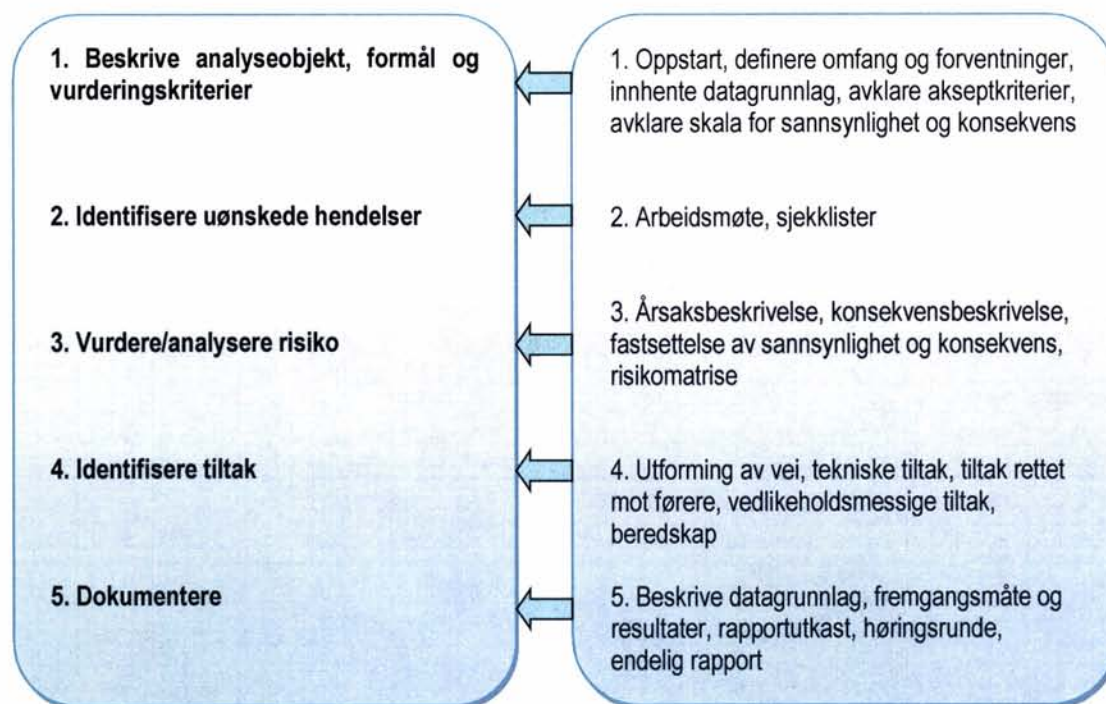 1. Beskrive analyseobjekt, formål og
vurderingskriterier
2. Identifisere uønskede hendelser
3. Vurdere/analysere risiko
4. Identifisere tiltak
5. Dokumentere
1. Oppstart, definere omfang og forventninger,
innhente datagrunnlag, avklare akseptkriterier,
avklare skala for sannsynlighet og konsekvens
2. Arbeidsmøte, sjekklister
3. Årsaksbeskrivelse, konsekvensbeskrivelse,
fastsettelse av sannsynlighet og konsekvens,
risikomatrise
4. Utforming av vei, tekniske tiltak, tiltak rettet
mot førere, vedlikeholdsmessige tiltak,
beredskap
5. Beskrive datagrunnlag, fremgangsmåte og
resultater, rapportutkast, høringsrunde,
endelig rapport